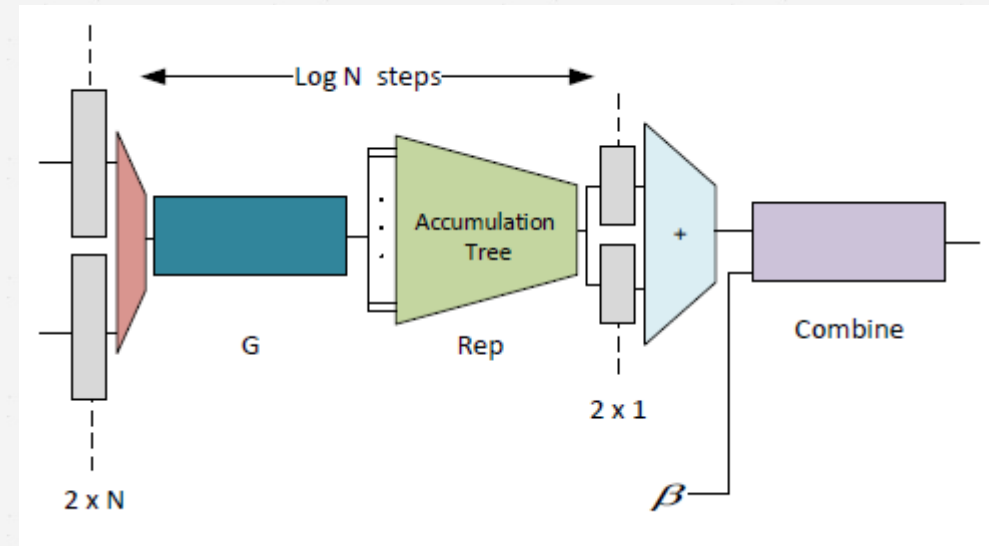 Log N steps
Accumulation
Tree
+
G
Rep
Combine
2 x 1
2 x N
β